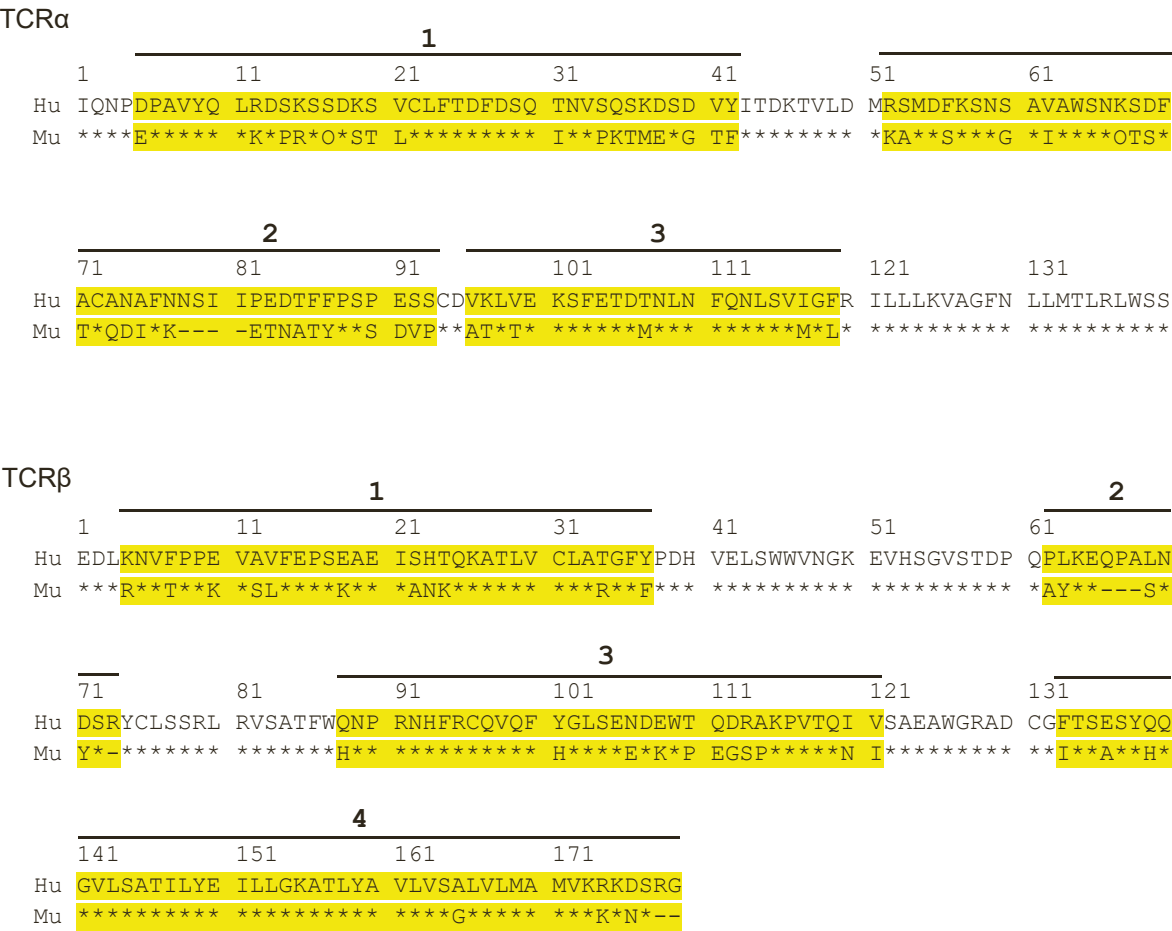 TCRα
1
1 11 21 31 41 51 61
Hu IQNPDPAVYQ LRDSKSSDKS VCLFTDFDSQ TNVSQSKDSD VYITDKTVLD MRSMDFKSNS AVAWSNKSDF
Mu ****E***** *K*PR*O*ST L********* I**PKTME*G TF******** *KA**S***G *I****OTS*
2 3
71 81 91 101 111 121 131
Hu ACANAFNNSI IPEDTFFPSP ESSCDVKLVE KSFETDTNLN FQNLSVIGFR ILLLKVAGFN LLMTLRLWSS
Mu T*QDI*K--- -ETNATY**S DVP**AT*T* ******M*** ******M*L* ********** **********
TCRβ
1 2
1 11 21 31 41 51 61
Hu EDLKNVFPPE VAVFEPSEAE ISHTQKATLV CLATGFYPDH VELSWWVNGK EVHSGVSTDP QPLKEQPALN
Mu ***R**T**K *SL****K** *ANK****** ***R**F*** ********** ********** *AY**---S*
3
71 81 91 101 111 121 131
Hu DSRYCLSSRL RVSATFWQNP RNHFRCQVQF YGLSENDEWT QDRAKPVTQI VSAEAWGRAD CGFTSESYQQ
Mu Y*-******* *******H** ********** H****E*K*P EGSP*****N I********* **I**A**H*
4
141 151 161 171
Hu GVLSATILYE ILLGKATLYA VLVSALVLMA MVKRKDSRG
Mu ********** ********** ****G***** ***K*N*--